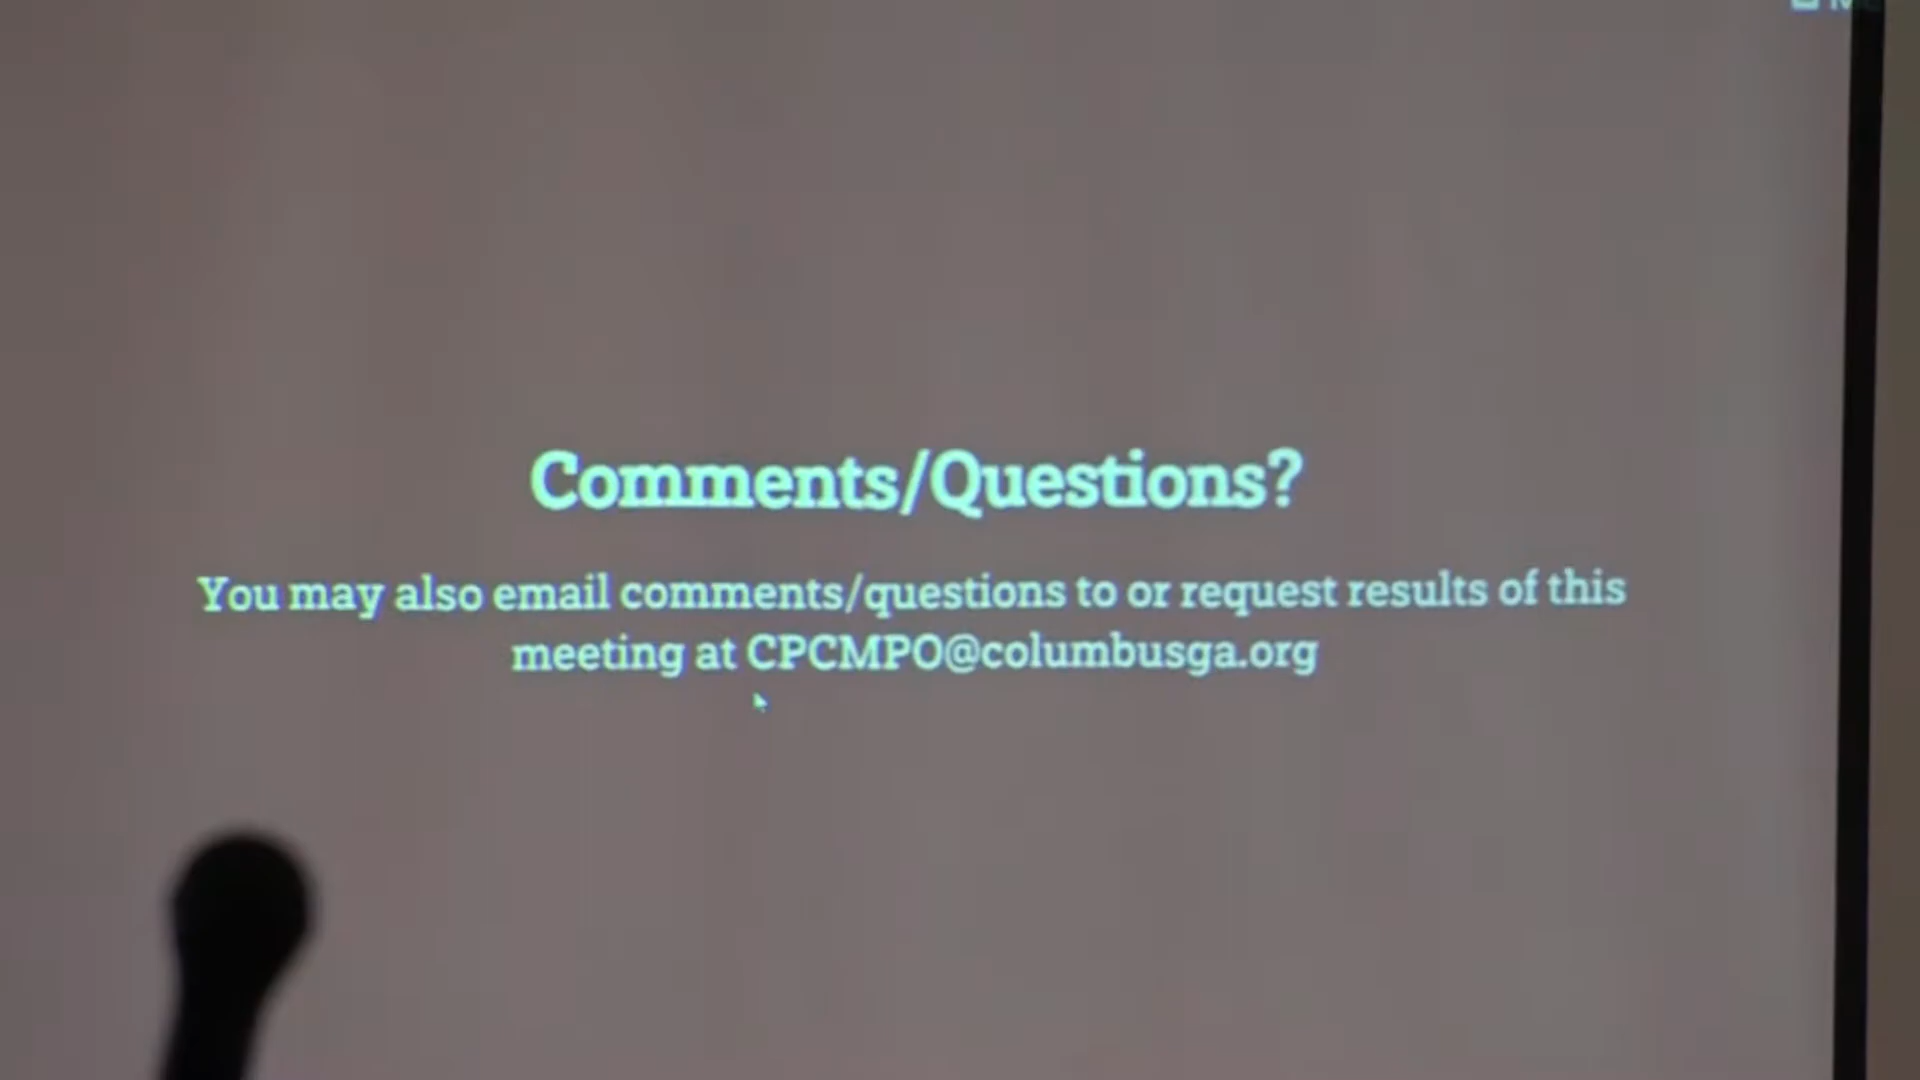 Comments/Questions?
You may also email comments/questions to or request results of this
meeting at CPCMPO@columbusga.org